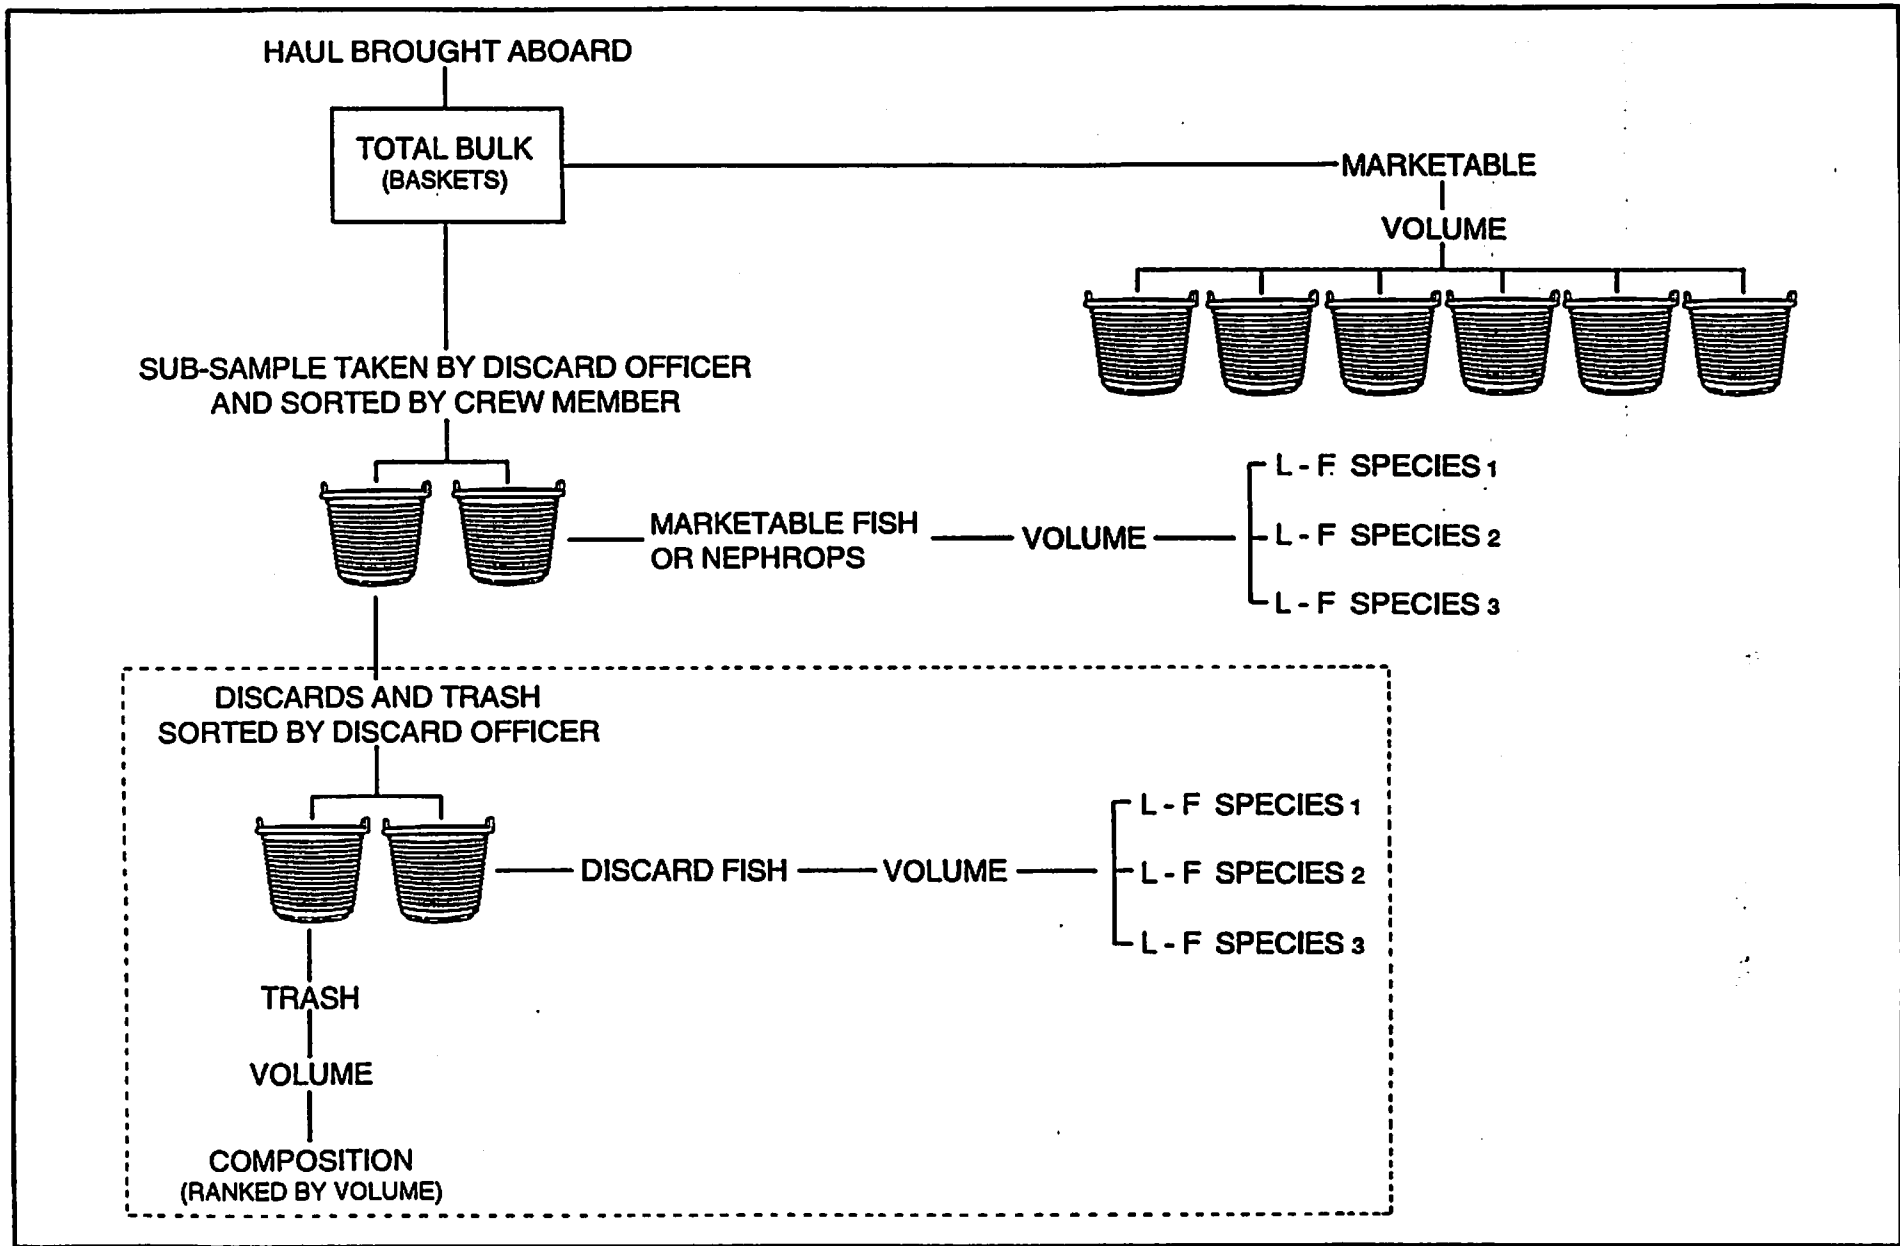 HAUL BROUGHT ABOARD
TOTAL BULK
(BASKETS)
MARKETABLE
VOLUME
SUB-SAMPLE TAKEN BY DISCARD OFFICER
AND SORTED BY CREW MEMBER
MARKETABLE FISH
OR NEPHROPS
VOLUME
L - F SPECIES 1
L - F SPECIES 2
L - F SPECIES 3
DISCARDS AND TRASH
SORTED BY DISCARD OFFICER
DISCARD FISH
VOLUME
L - F SPECIES 1
L - F SPECIES 2
L - F SPECIES 3
TRASH
VOLUME
COMPOSITION
(RANKED BY VOLUME)